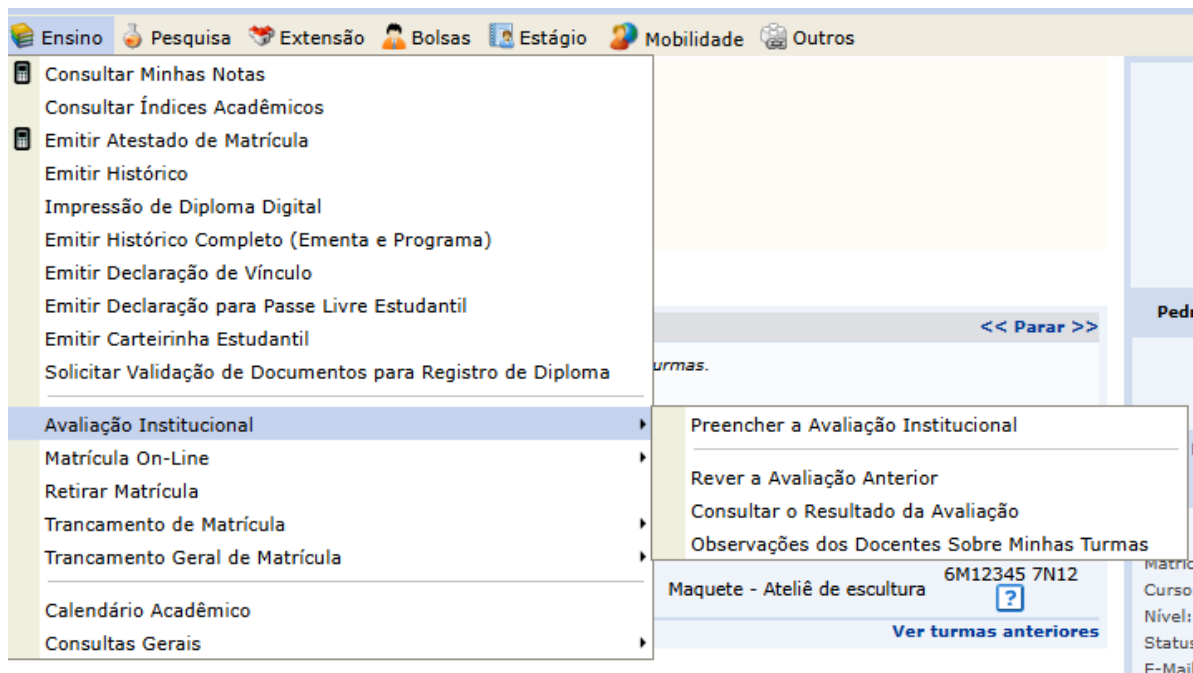 Ensino Pesquisa Extensão Bolsas Estágio Mobilidade Outros
Consultar Minhas Notas
Consultar Índices Acadêmicos
Emitir Atestado de Matrícula
Emitir Histórico
Impressão de Diploma Digital
Emitir Histórico Completo (Ementa e Programa)
Emitir Declaração de Vínculo
Emitir Declaração para Passe Livre Estudantil
Emitir Carteirinha Estudantil
Solicitar Validação de Documentos para Registro de Diploma
Avaliação Institucional
Matrícula On-Line
Retirar Matrícula
Trancamento de Matrícula
Trancamento Geral de Matrícula
Calendário Acadêmico
Consultas Gerais
<< Parar >>
urmas.
Preencher a Avaliação Institucional
Rever a Avaliação Anterior
Consultar o Resultado da Avaliação
Observações dos Docentes Sobre Minhas Turmas
Maquete - Ateliê de escultura
6M12345 7N12
?
Ver turmas anteriores
Ped
Matríc
Curso
Nível:
Status
E-Mail